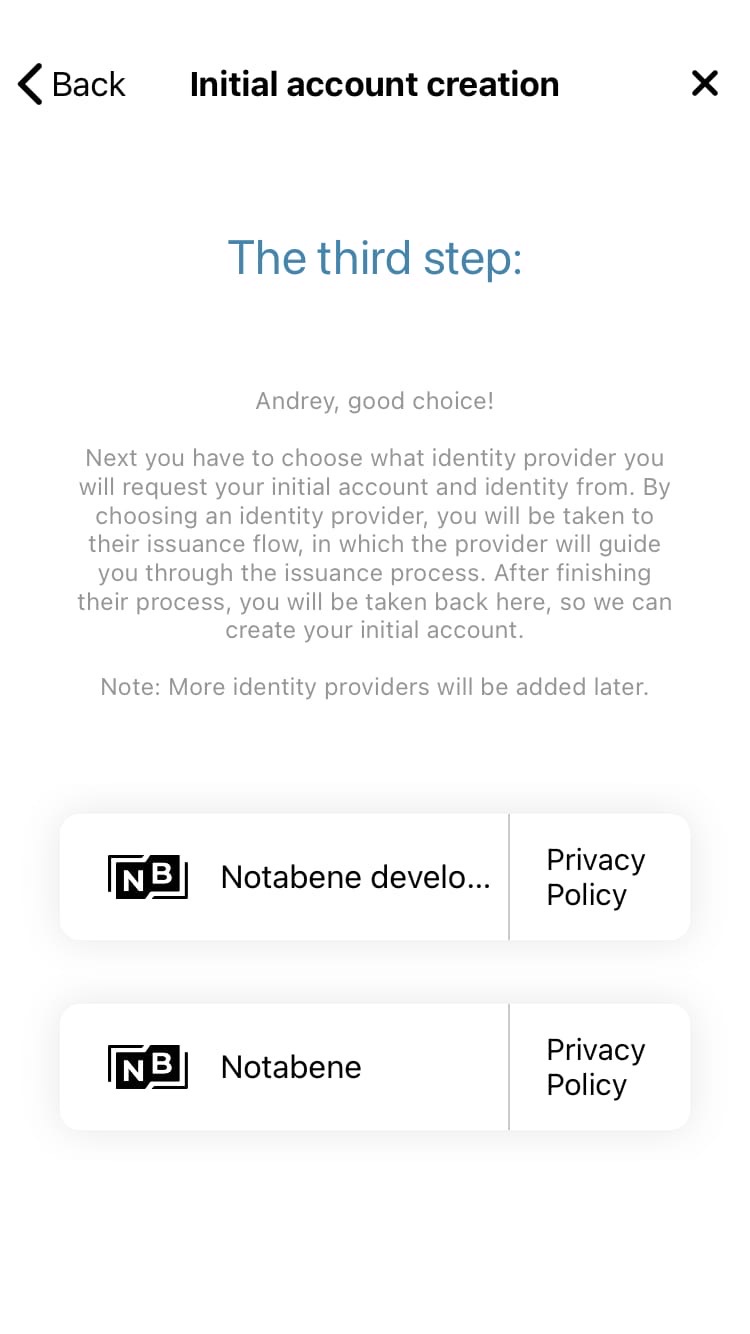 Back
Initial account creation
The third step:
Andrey, good choice!
Next you have to choose what identity provider you
will request your initial account and identity from. By
choosing an identity provider, you will be taken to
their issuance flow, in which the provider will guide
you through the issuance process. After finishing
their process, you will be taken back here, so we can
create your initial account.
Note: More identity providers will be added later.
NB
Notabene develo...
Privacy
Policy
NB
Notabene
Privacy
Policy